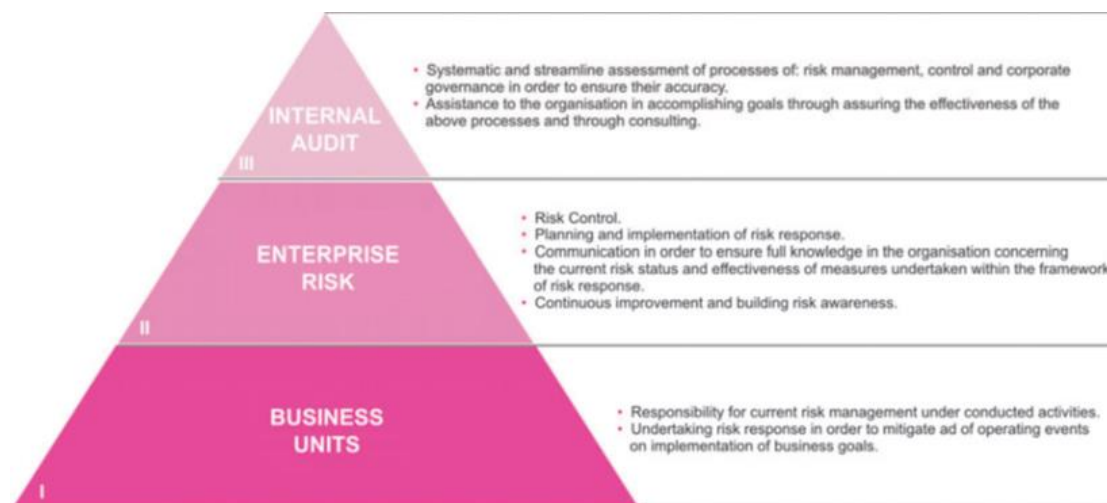 • Systematic and streamline assessment of processes of: risk management, control and corporate
governance in order to ensure their accuracy.
• Assistance to the organisation in accomplishing goals through assuring the effectiveness of the
above processes and through consulting.
INTERNAL
AUDIT
III
• Risk Control.
• Planning and implementation of risk response.
• Communication in order to ensure full knowledge in the organisation concerning
the current risk status and effectiveness of measures undertaken within the framework
of risk response.
• Continuous improvement and building risk awareness.
ENTERPRISE
RISK
II
• Responsibility for current risk management under conducted activities.
• Undertaking risk response in order to mitigate ad of operating events
on implementation of business goals.
BUSINESS
UNITS
I